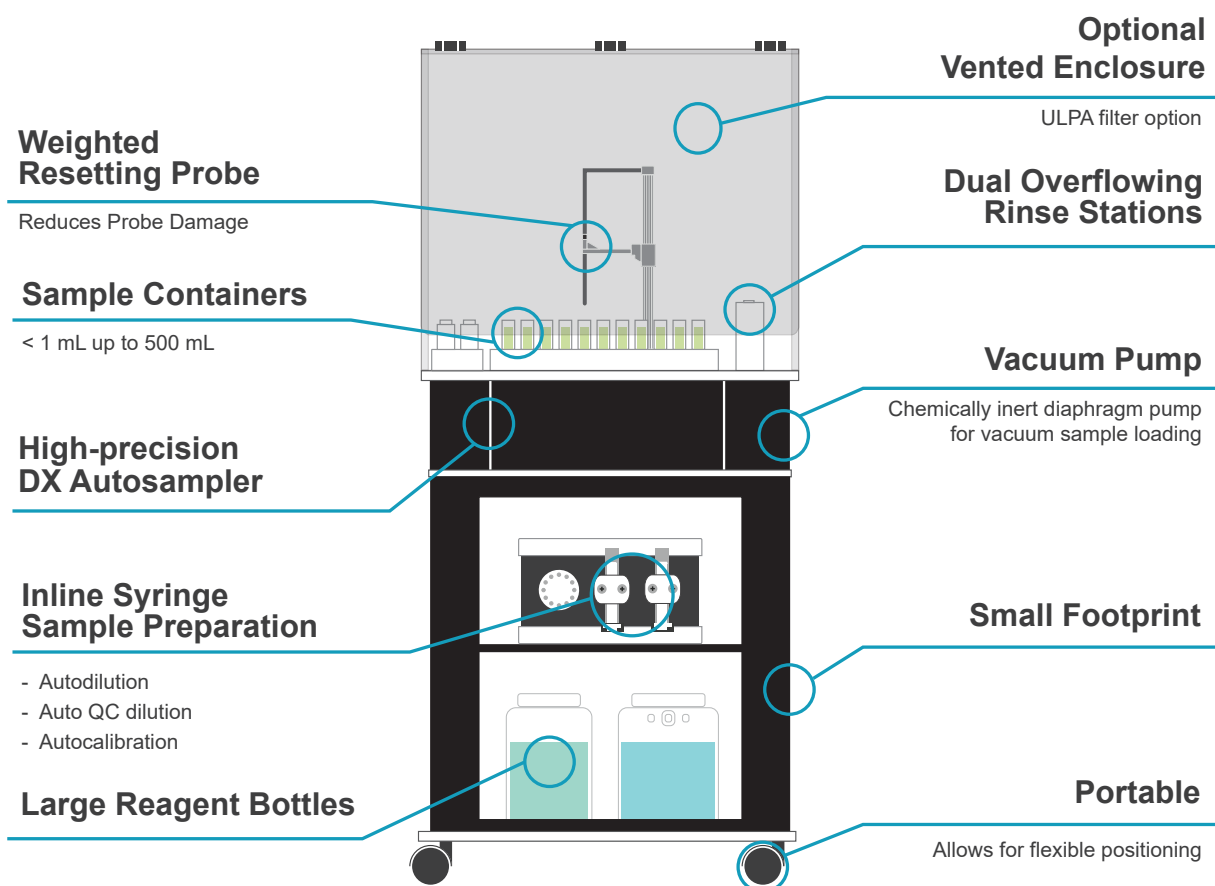 Weighted
Resetting Probe
Reduces Probe Damage
Sample Containers
< 1 mL up to 500 mL
High-precision
DX Autosampler
Inline Syringe
Sample Preparation
- Autodilution
- Auto QC dilution
- Autocalibration
Large Reagent Bottles
Optional
Vented Enclosure
ULPA filter option
Dual Overflowing
Rinse Stations
Vacuum Pump
Chemically inert diaphragm pump
for vacuum sample loading
Small Footprint
Portable
Allows for flexible positioning